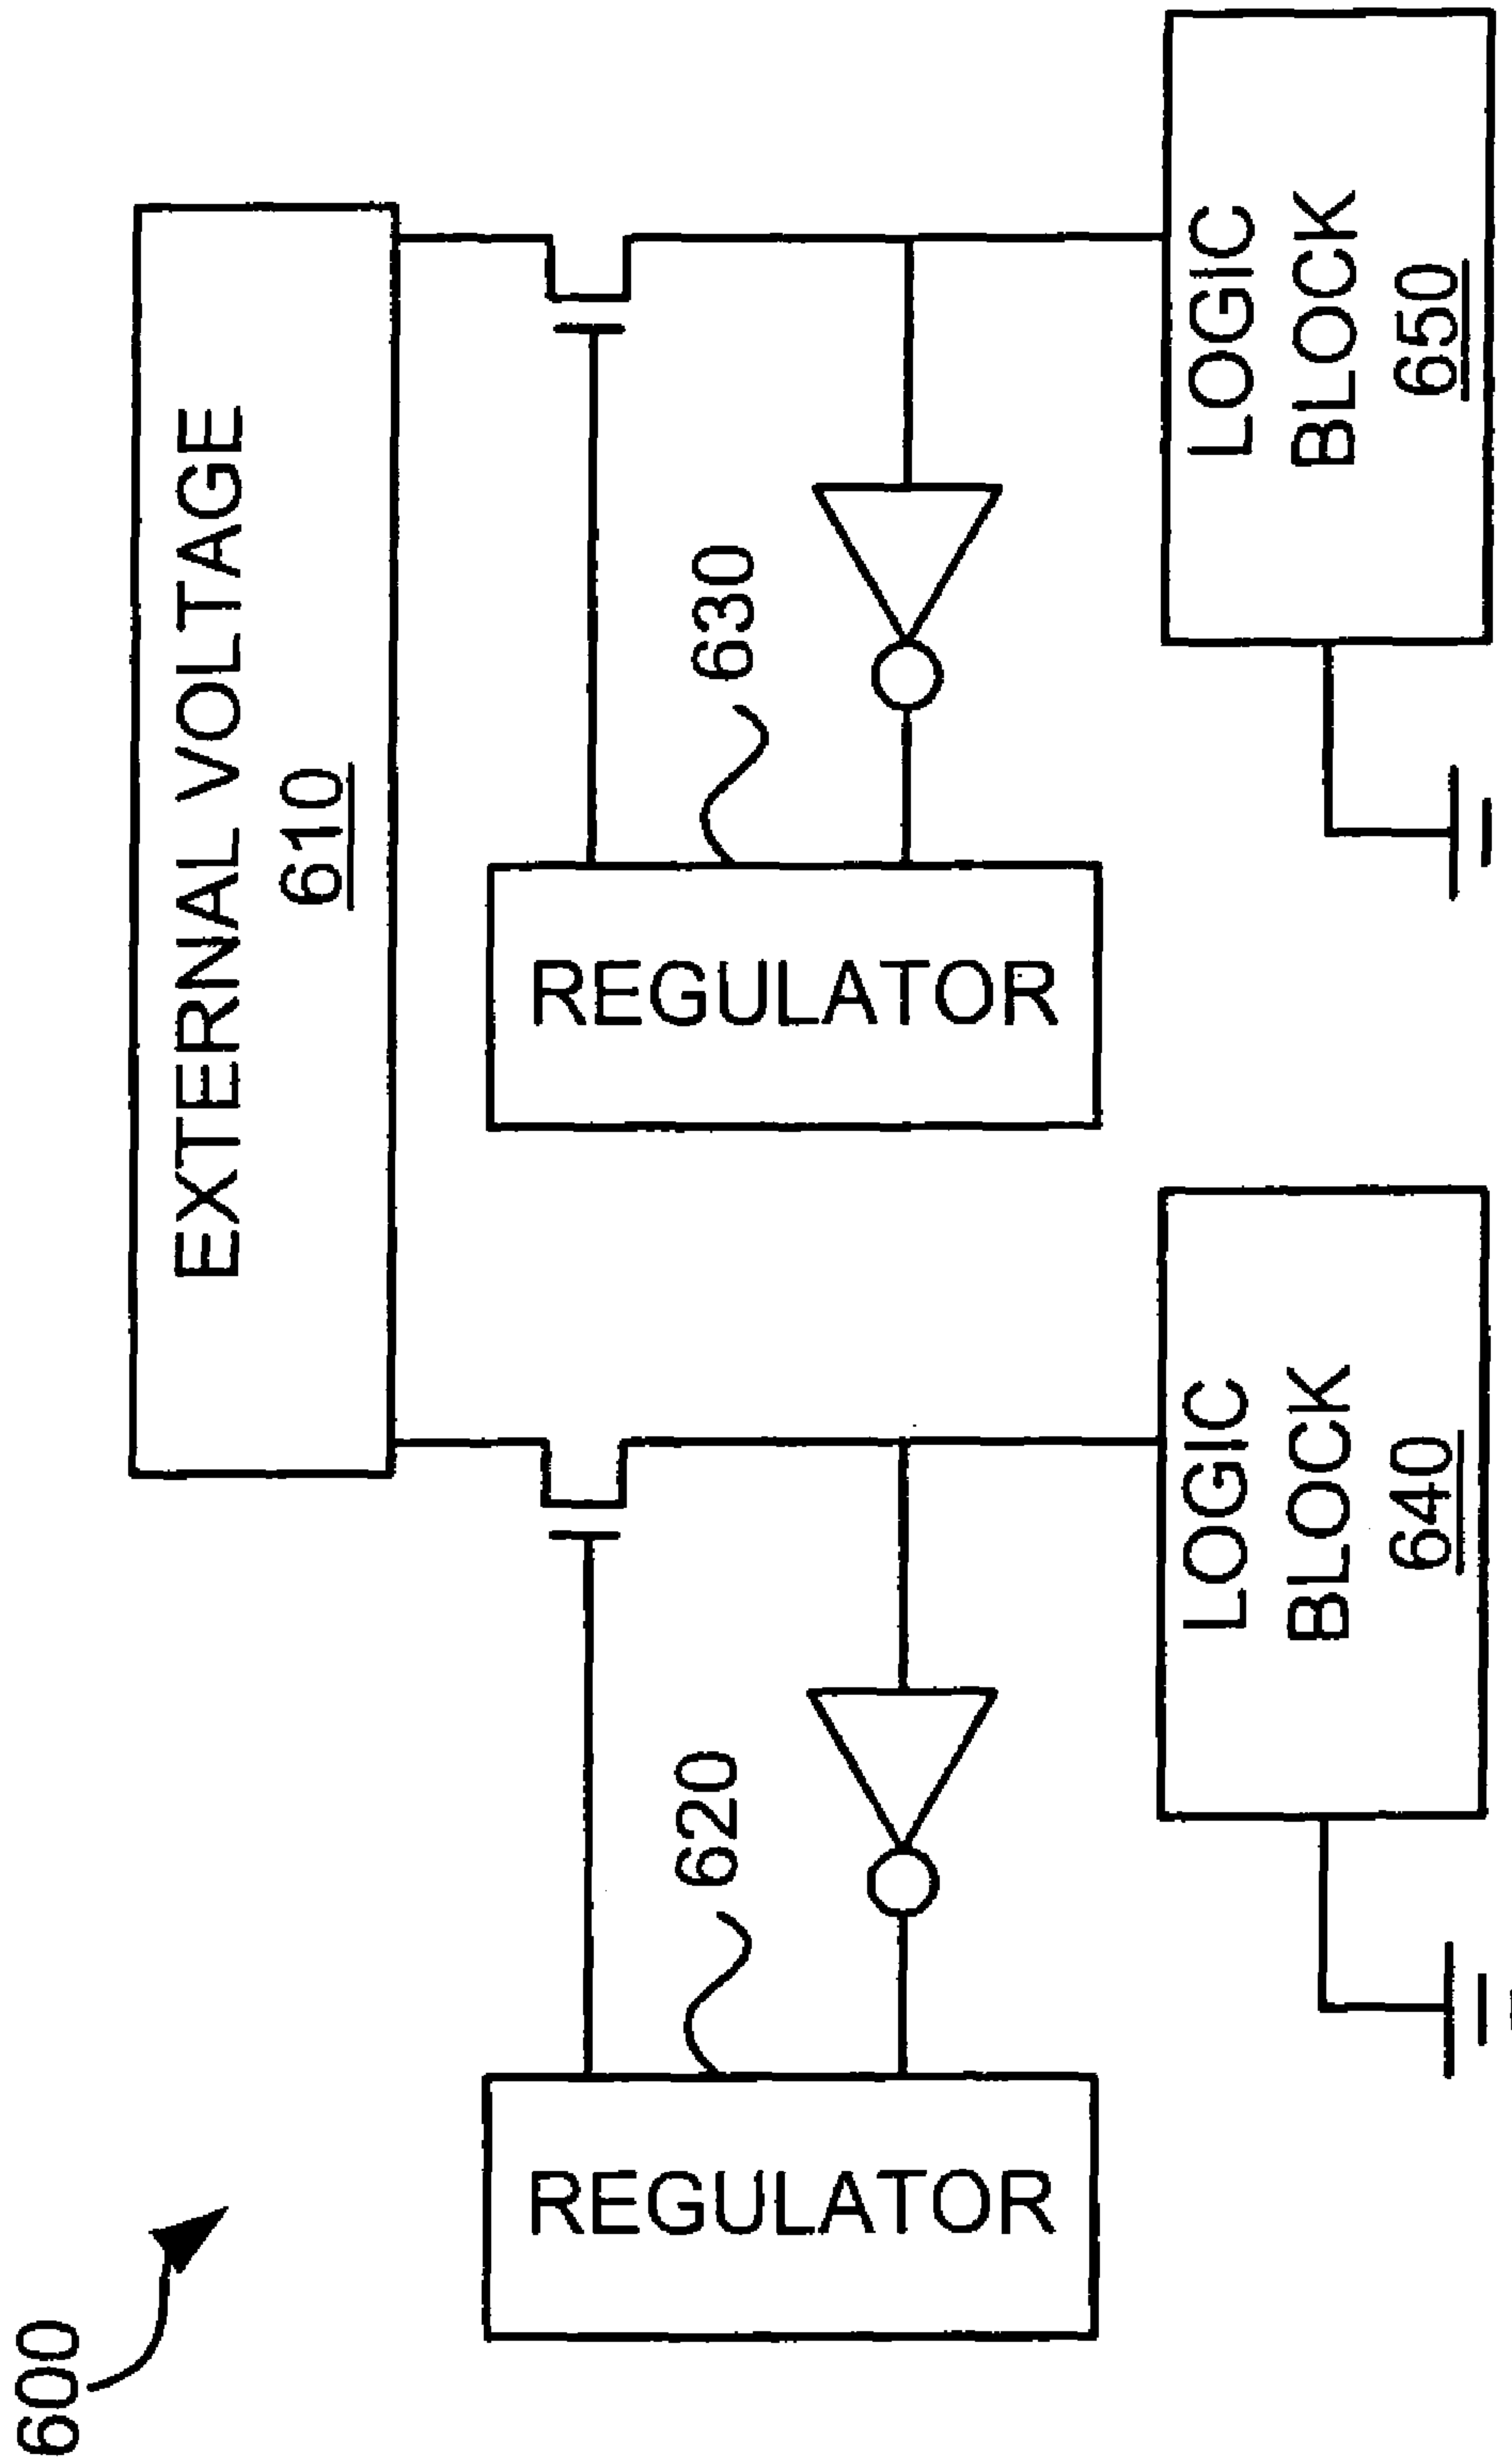 600
EXTERNAL VOLTAGE
610
REGULATOR
620
REGULATOR
630
LOGIC
BLOCK
640
LOGIC
BLOCK
650